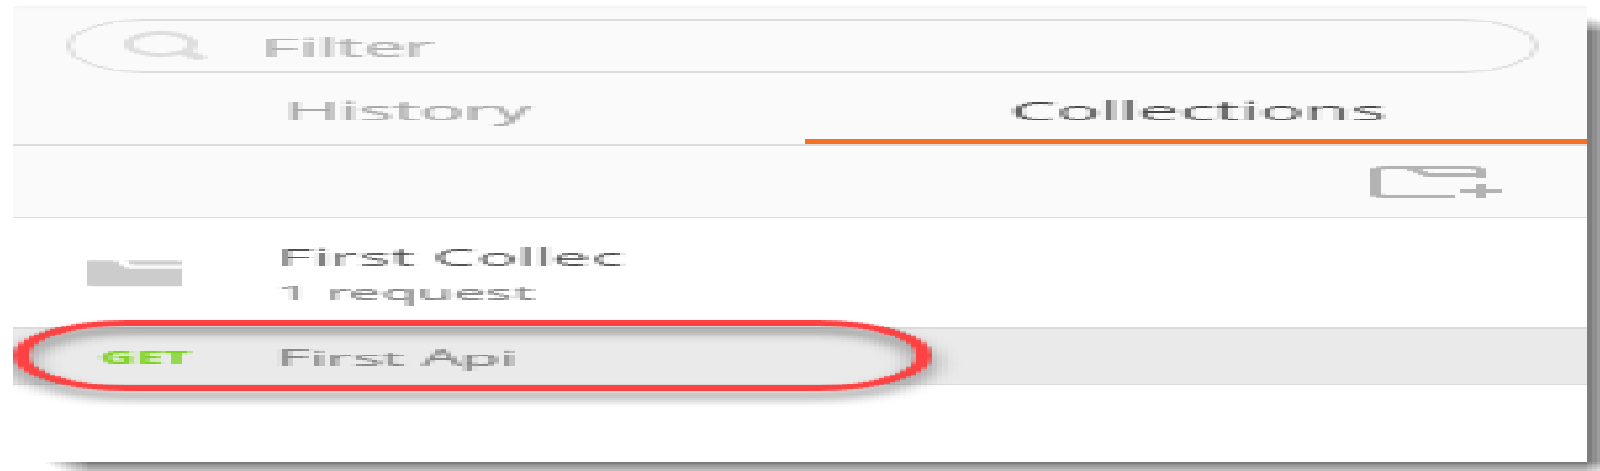 Filter
History Collections
First Collec
1 request
GET First Api